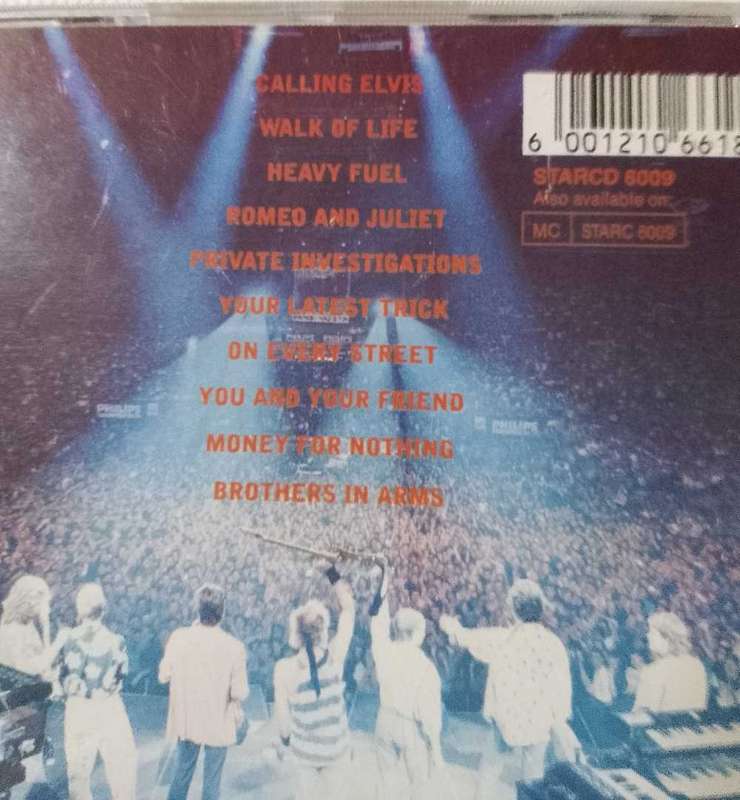 CALLING ELVIS
WALK OF LIFE
HEAVY FUEL
ROMEO AND JULIET
PRIVATE INVESTIGATIONS
YOUR LATEST TRICK
ON EVERY STREET
YOU AND YOUR FRIEND
MONEY FOR NOTHING
BROTHERS IN ARMS
6 001210 6618
STARCD 6009
Also available on:
MC STARC 6009
PHILIPS
PHILIPS